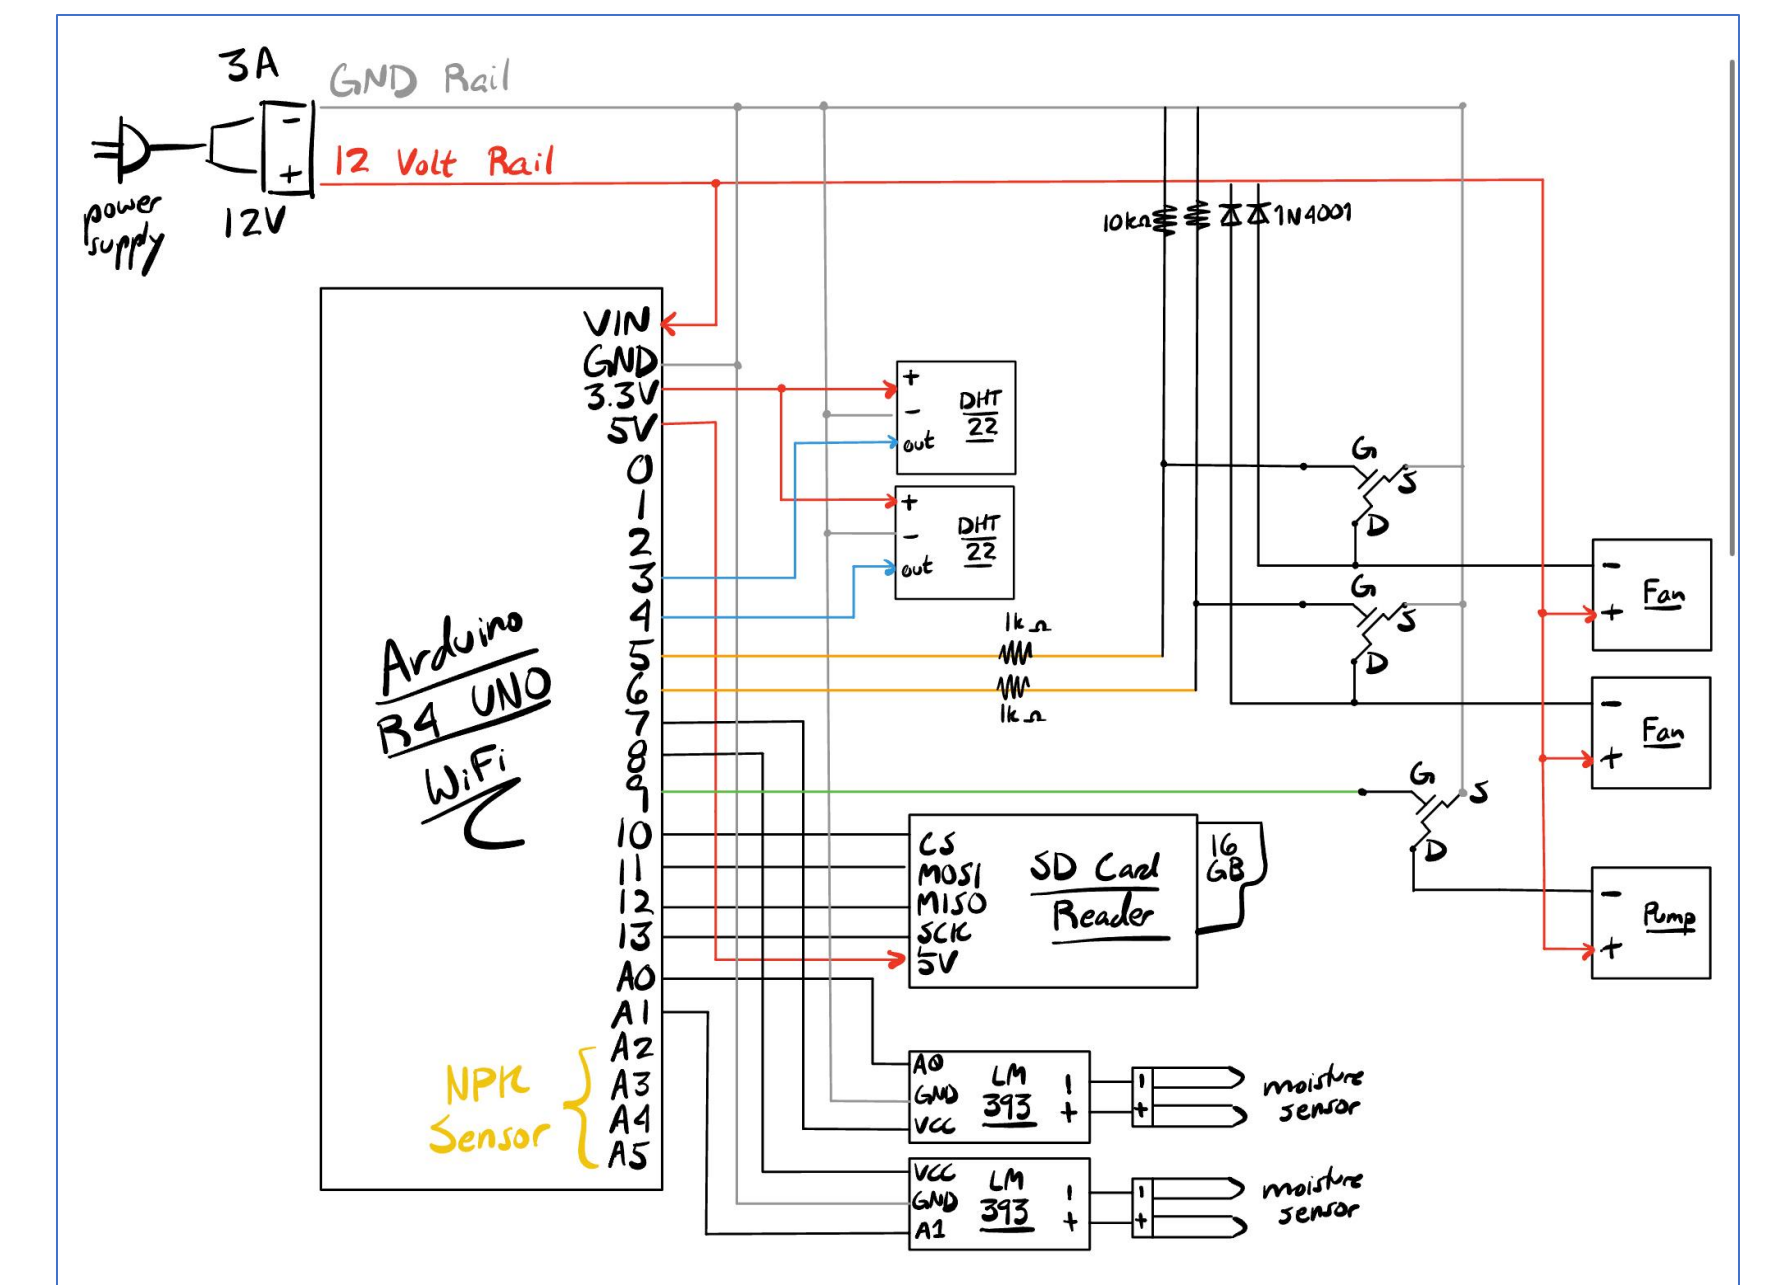 3A
GND Rail
-
+
12 Volt Rail
power
supply
12V
10kΩ
1N4001
VIN
GND
3.3V
5V
0
1
2
3
4
5
6
7
8
9
10
11
12
13
A0
A1
A2
A3
A4
A5
Arduino
R4 UNO
WiFi
NPK
Sensor
+
-
out
DHT
22
+
-
out
DHT
22
1kΩ
1kΩ
G
S
D
G
S
D
G
S
D
-
+
Fan
-
+
Fan
-
+
Pump
CS
MOSI
MISO
SCK
5V
SD Card
Reader
16
GB
A0
GND
VCC
LM
393
-
+
-
+
moisture
sensor
VCC
GND
A1
LM
393
-
+
-
+
moisture
sensor